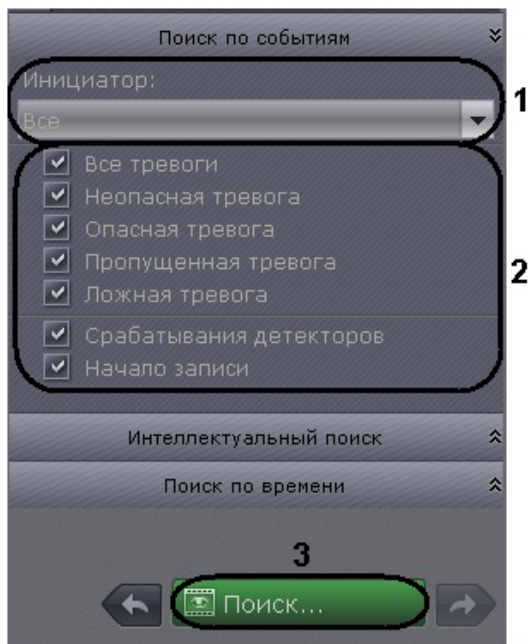 Поиск по событиям
Инициатор:
1
Все
Все тревоги
Неопасная тревога
Опасная тревога
Пропущенная тревога
2
Ложная тревога
Срабатывания детекторов
Начало записи
Интеллектуальный поиск
Поиск по времени
3
Поиск...